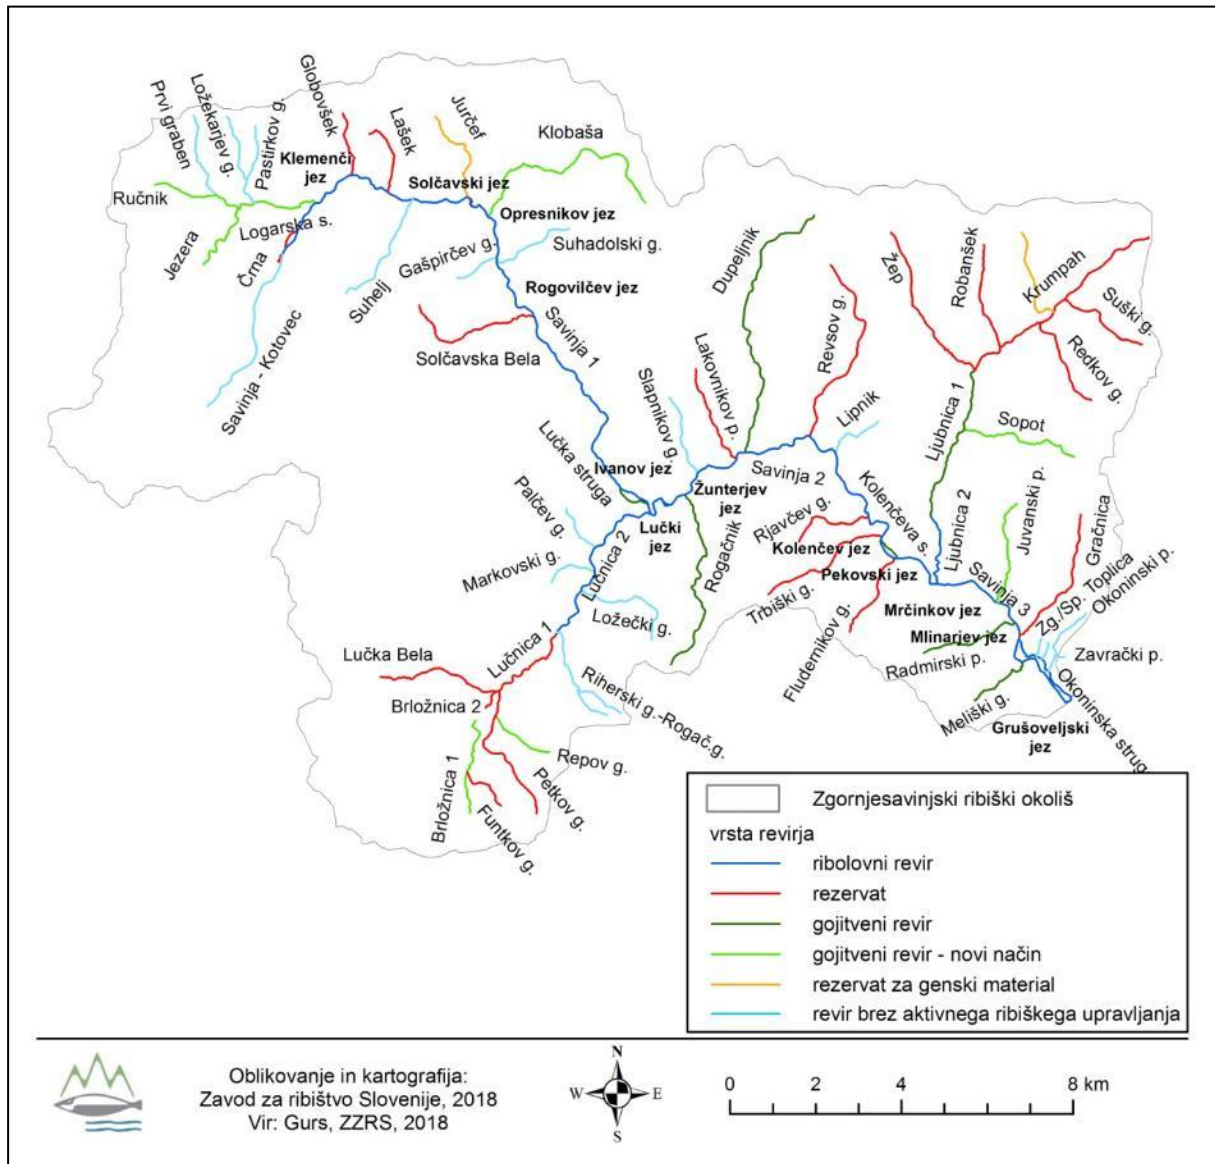 Globovšek
Ložekarjev g.
Prvi graben
Pastirkov g.
Lašek
Jurčef
Klobaša
Klemenči
jez
Solčavski jez
Ručnik
Opresnikov jez
Logarska s.
Jezera
Črna
Suhelj
Gašpirčev g.
Suhadolski g.
Rogovilčev jez
Savinja - Kotovec
Solčavska Bela
Savinja 1
Dupeljnik
Žep
Robanšek
Krumpah
Suški g.
Redkov g.
Revsov g.
Lakovnikov p.
Slapnikov g.
Lipnik
Ljubnica 1
Sopot
Lučka struga
Ivanov jez
Savinja 2
Žunterjev
jez
Kolenčeva s.
Palčev g.
Lučki
jez
Rjavčev g.
Ljubnica 2
Juvanski p.
Gračnica
Markovski g.
Lučnica 2
Rogačnik
Kolenčev jez
Pekovski jez
Savinja 3
Zg./Sp. Toplica
Okoninski p.
Trbiški g.
Mrčinkov jez
Ložečki g.
Fludernikov g.
Mlinarjev jez
Lučnica 1
Radmirski p.
Zavrački p.
Lučka Bela
Riherski g.-Rogač.g.
Meliški g.
Okoninska strug
Brložnica 2
Grušoveljski
jez
Repov g.
Brložnica 1
Petkov g.
Funtkov g.
Zgornjesavinjski ribiški okoliš
vrsta revirja
ribolovni revir
rezervat
gojitveni revir
gojitveni revir - novi način
rezervat za genski material
revir brez aktivnega ribiškega upravljanja
Oblikovanje in kartografija:
Zavod za ribištvo Slovenije, 2018
Vir: Gurs, ZZRS, 2018
N
W E
S
0 2 4 8 km